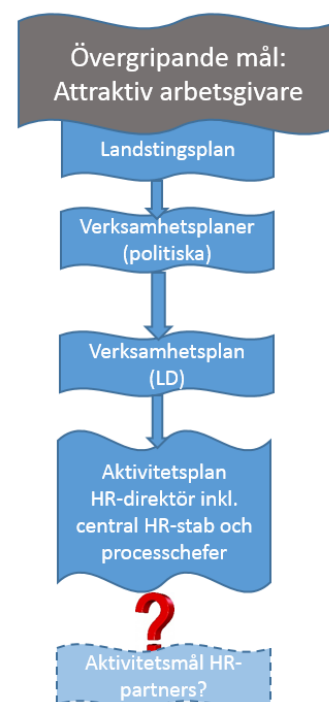 Övergripande mål:
Attraktiv arbetsgivare
Landstingsplan
Verksamhetsplaner
(politiska)
Verksamhetsplan
(LD)
Aktivitetsplan
HR-direktör inkl.
central HR-stab och
processchefer
?
Aktivitetsmål HR-
partners?